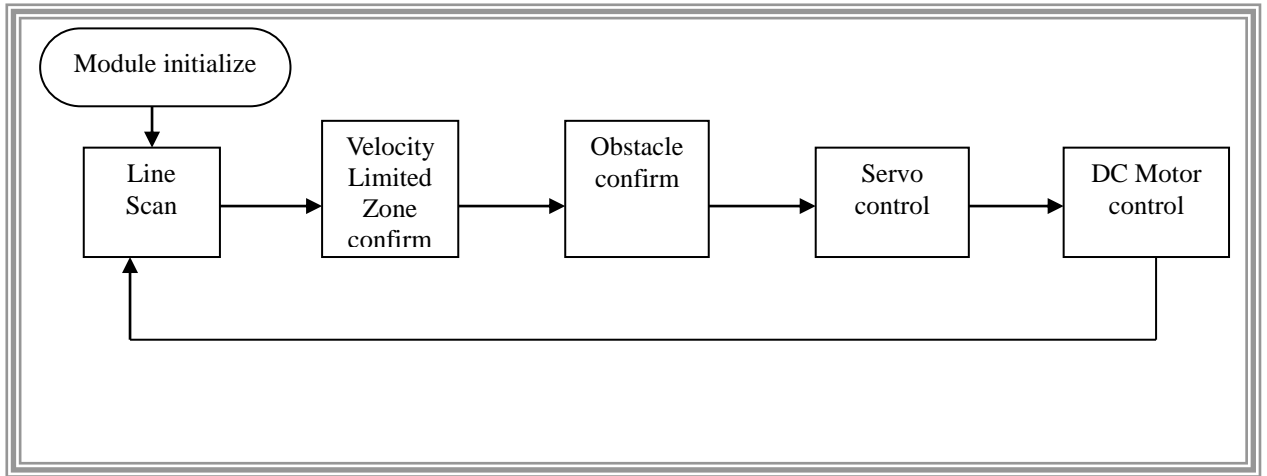 Module initialize
Line
Scan
Velocity
Limited
Zone
confirm
Obstacle
confirm
Servo
control
DC Motor
control